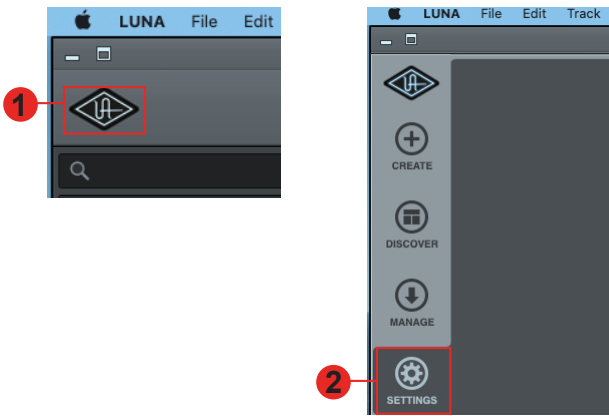 LUNA File Edit
1
LUNA File Edit Track
CREATE
DISCOVER
MANAGE
2
SETTINGS